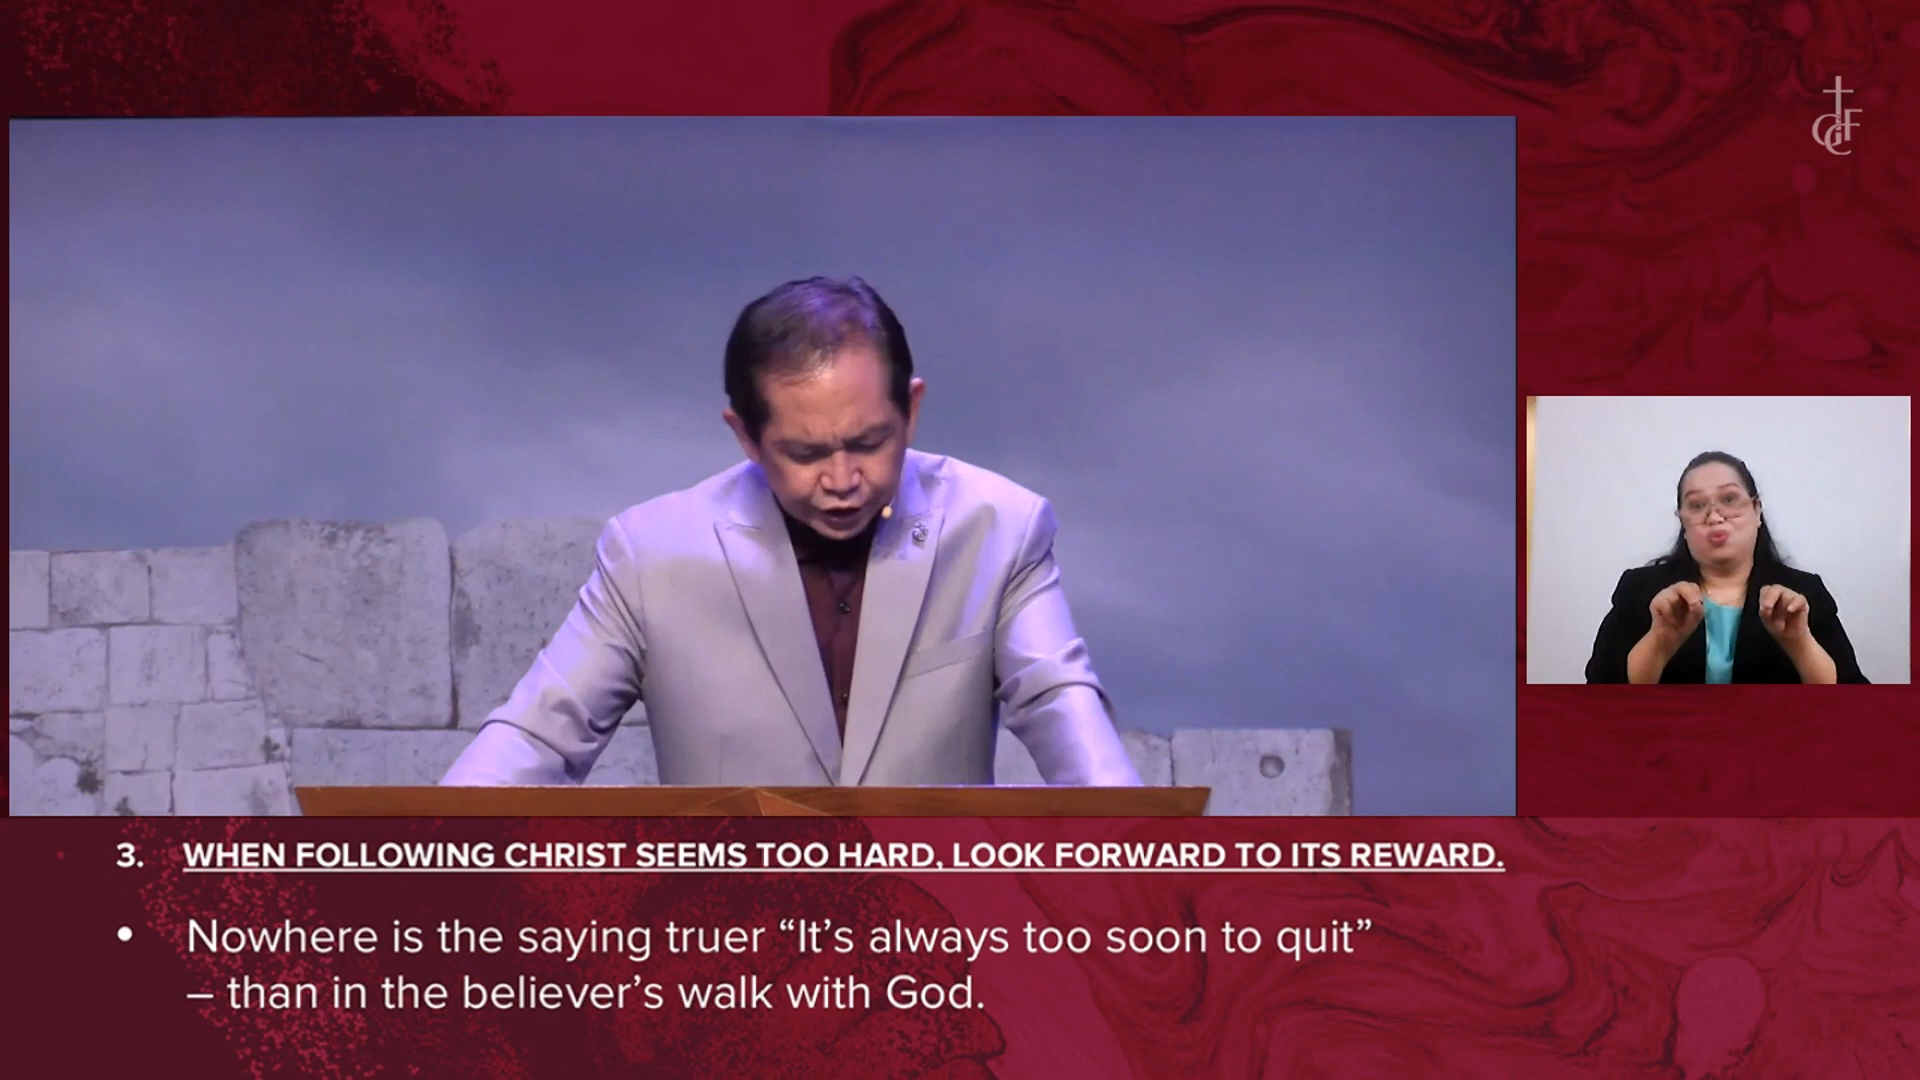 GCF
3. WHEN FOLLOWING CHRIST SEEMS TOO HARD, LOOK FORWARD TO ITS REWARD.
• Nowhere is the saying truer “It’s always too soon to quit”
– than in the believer’s walk with God.